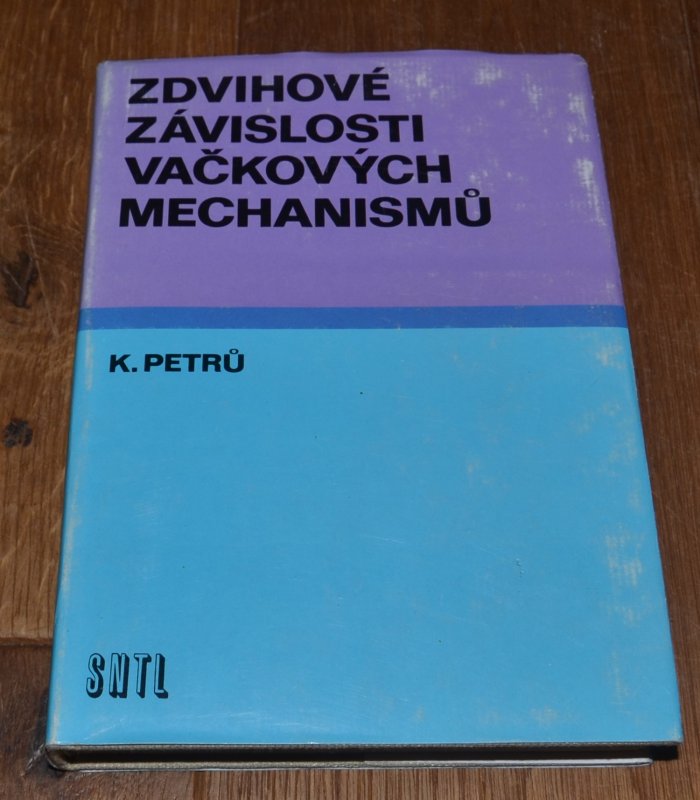 ZDVIHOVÉ
ZÁVISLOSTI
VAČKOVÝCH
MECHANISMŮ
K. PETRŮ
SNTL